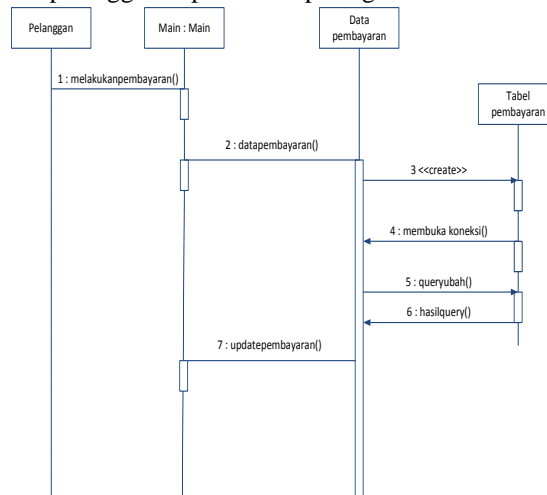 Pelanggan
Main : Main
Data
pembayaran
1 : melakukanpembayaran()
Tabel
pembayaran
2 : datapembayaran()
3 <<create>>
4 : membuka koneksi()
5 : queryubah()
6 : hasilquery()
7 : updatepembayaran()